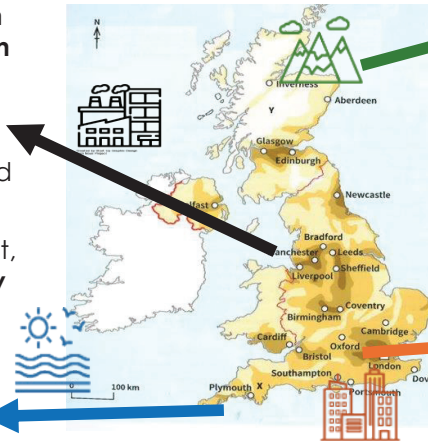 N
Inverness
Aberdeen
Y
Glasgow
Edinburgh
Newcastle
Bradford
Leeds
Liverpool
Sheffield
Birmingham
Coventry
Cambridge
Cardiff
Oxford
London
Bristol
Southampton
Plymouth
X
0
100 km